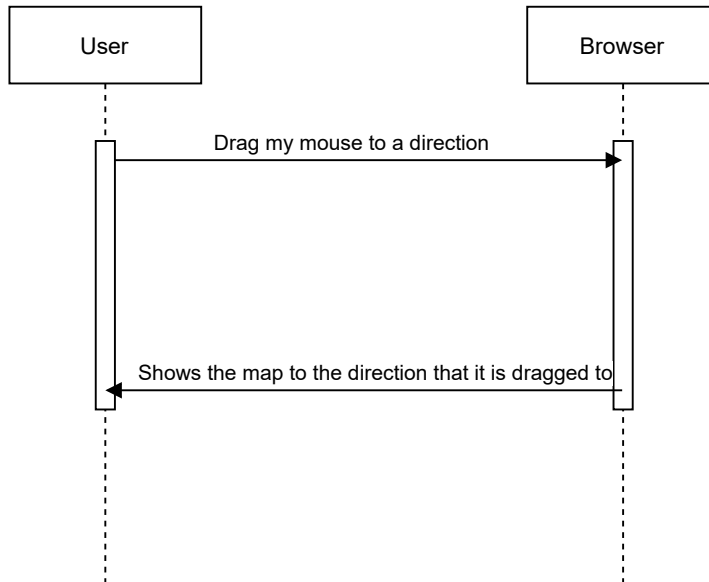 User
Browser
Drag my mouse to a direction
Shows the map to the direction that it is dragged to